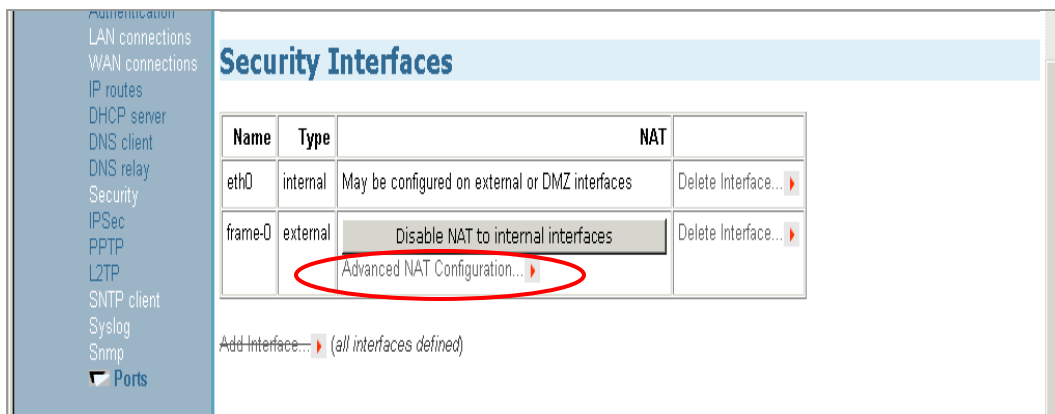 Authentication
LAN connections
WAN connections
IP routes
DHCP server
DNS client
DNS relay
Security
IPSec
PPTP
L2TP
SNTP client
Syslog
Snmp
Ports
Security Interfaces
Name Type NAT
eth0 internal May be configured on external or DMZ interfaces Delete Interface...
frame-0 external Disable NAT to internal interfaces Delete Interface...
Advanced NAT Configuration...
Add Interface... (all interfaces defined)